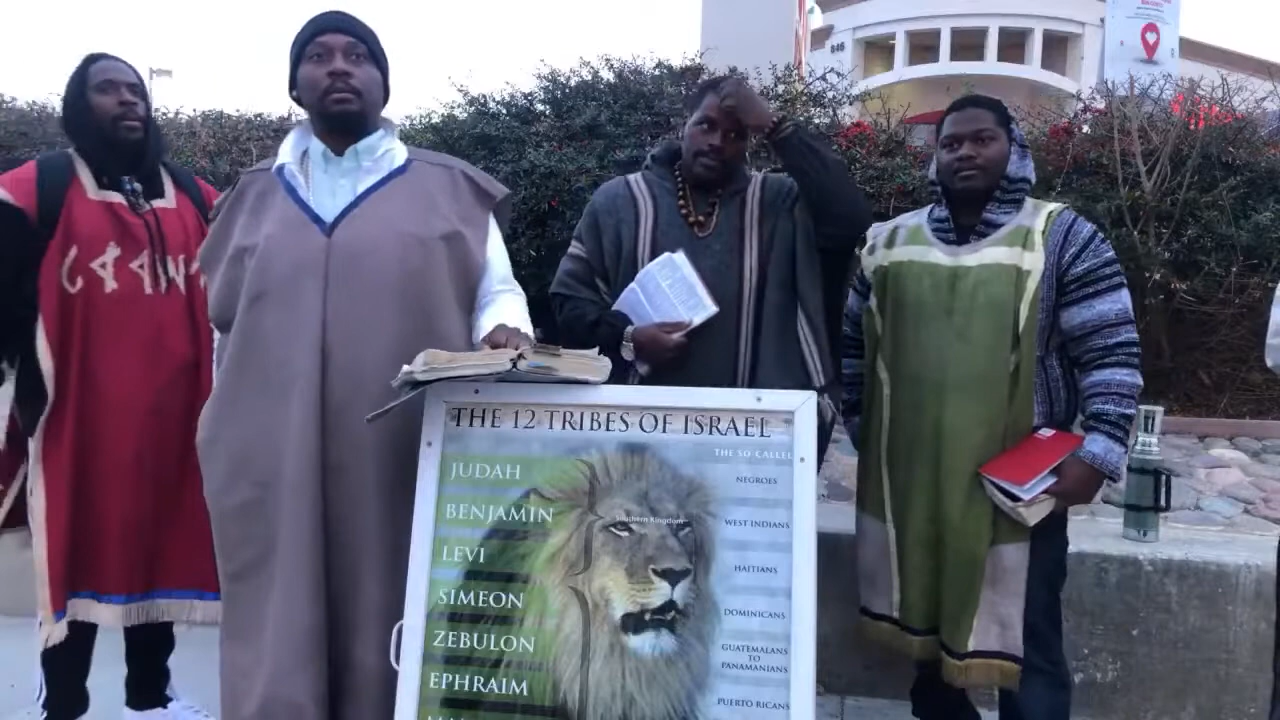 846
THE 12 TRIBES OF ISRAEL
THE SO CALLED
JUDAH
NEGROES
BENJAMIN
WEST INDIANS
Southern Kingdom
LEVI
HAITIANS
SIMEON
DOMINICANS
ZEBULON
GUATEMALANS
TO
PANAMANIANS
EPHRAIM
PUERTO RICANS